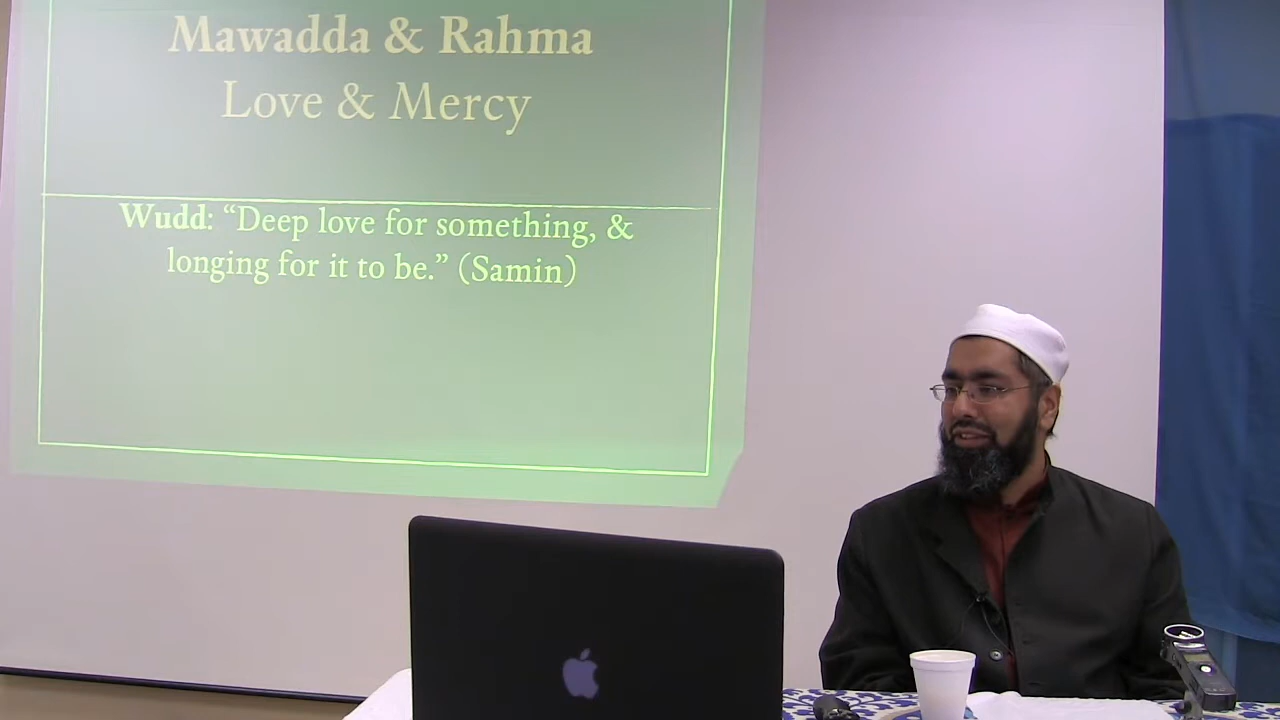 Mawadda & Rahma
Love & Mercy
Wudd: “Deep love for something, &
longing for it to be.” (Samin)